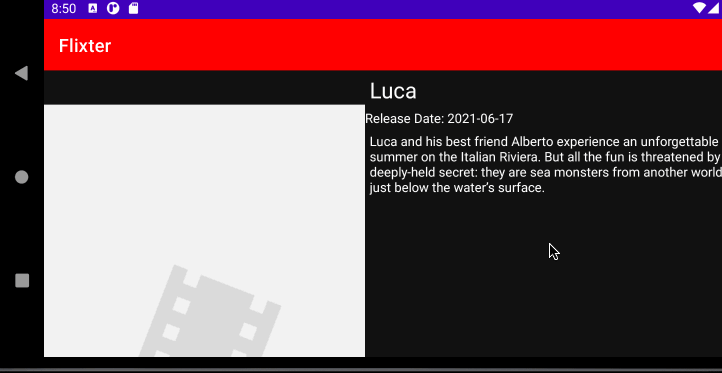 8:50
Flixter
Luca
Release Date: 2021-06-17
Luca and his best friend Alberto experience an unforgettable
summer on the Italian Riviera. But all the fun is threatened by
deeply-held secret: they are sea monsters from another world
just below the water's surface.